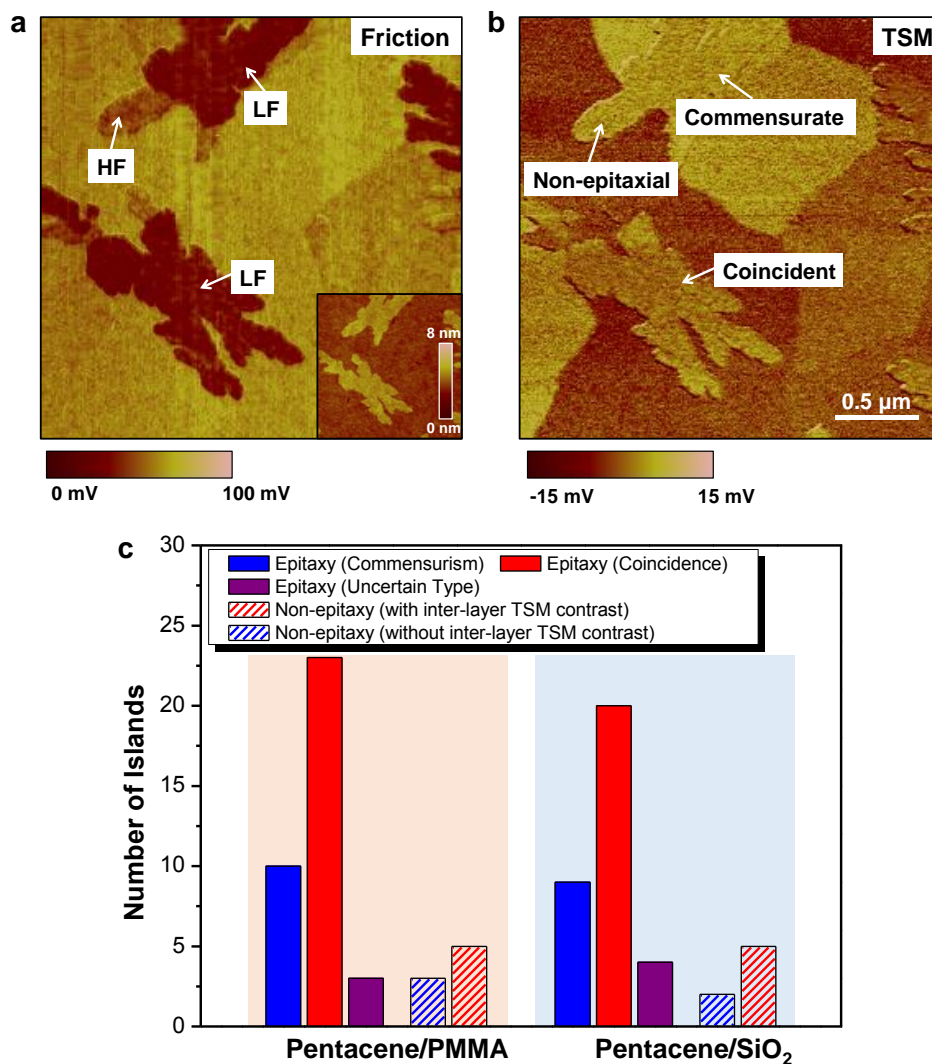 a
Friction
LF
HF
LF
8 nm
0 nm
0 mV
100 mV
b
TSM
Commensurate
Non-epitaxial
Coincident
0.5 μm
-15 mV
15 mV
c
Number of Islands
30
25
20
15
10
5
0
Epitaxy (Commensurism)
Epitaxy (Coincidence)
Epitaxy (Uncertain Type)
Non-epitaxy (with inter-layer TSM contrast)
Non-epitaxy (without inter-layer TSM contrast)
Pentacene/PMMA
Pentacene/SiO₂